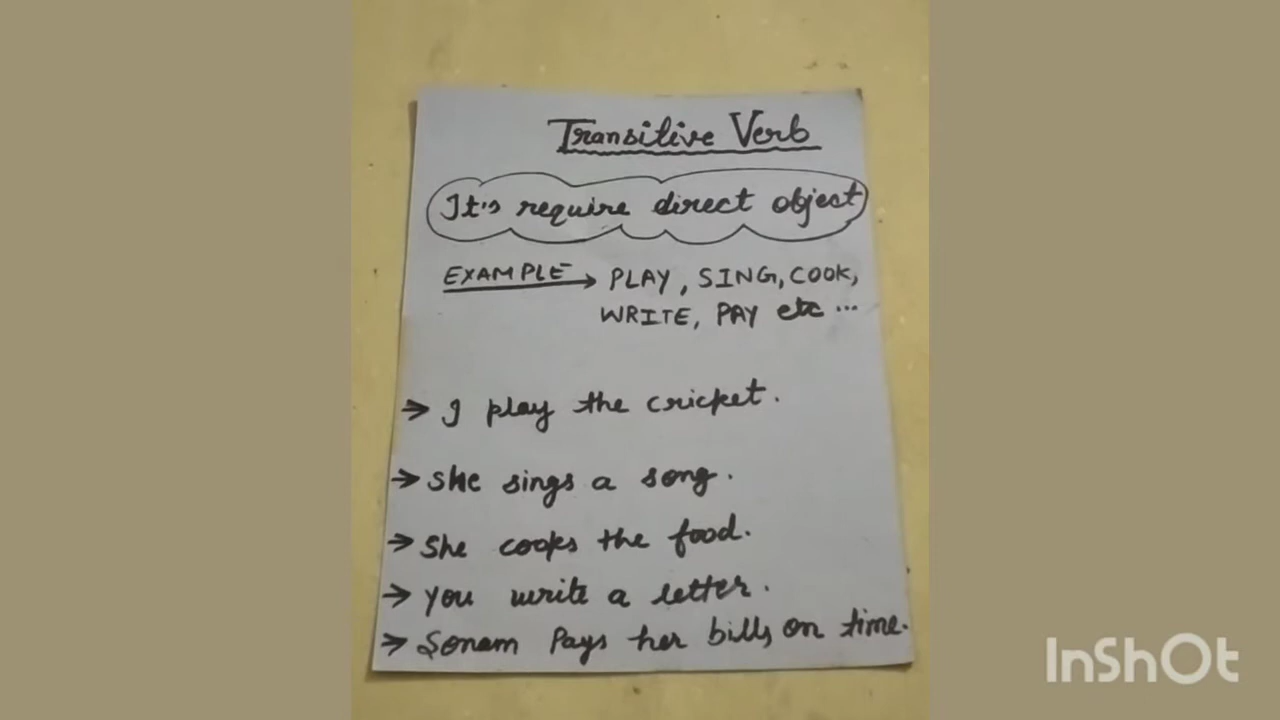 Transitive Verb
It's require direct object
EXAMPLE → PLAY, SING, COOK,
WRITE, PAY etc ...
→ I play the cricket.
→ She sings a song.
→ She cooks the food.
→ You write a letter.
→ Sonam Pays her bills on time.
InShOt